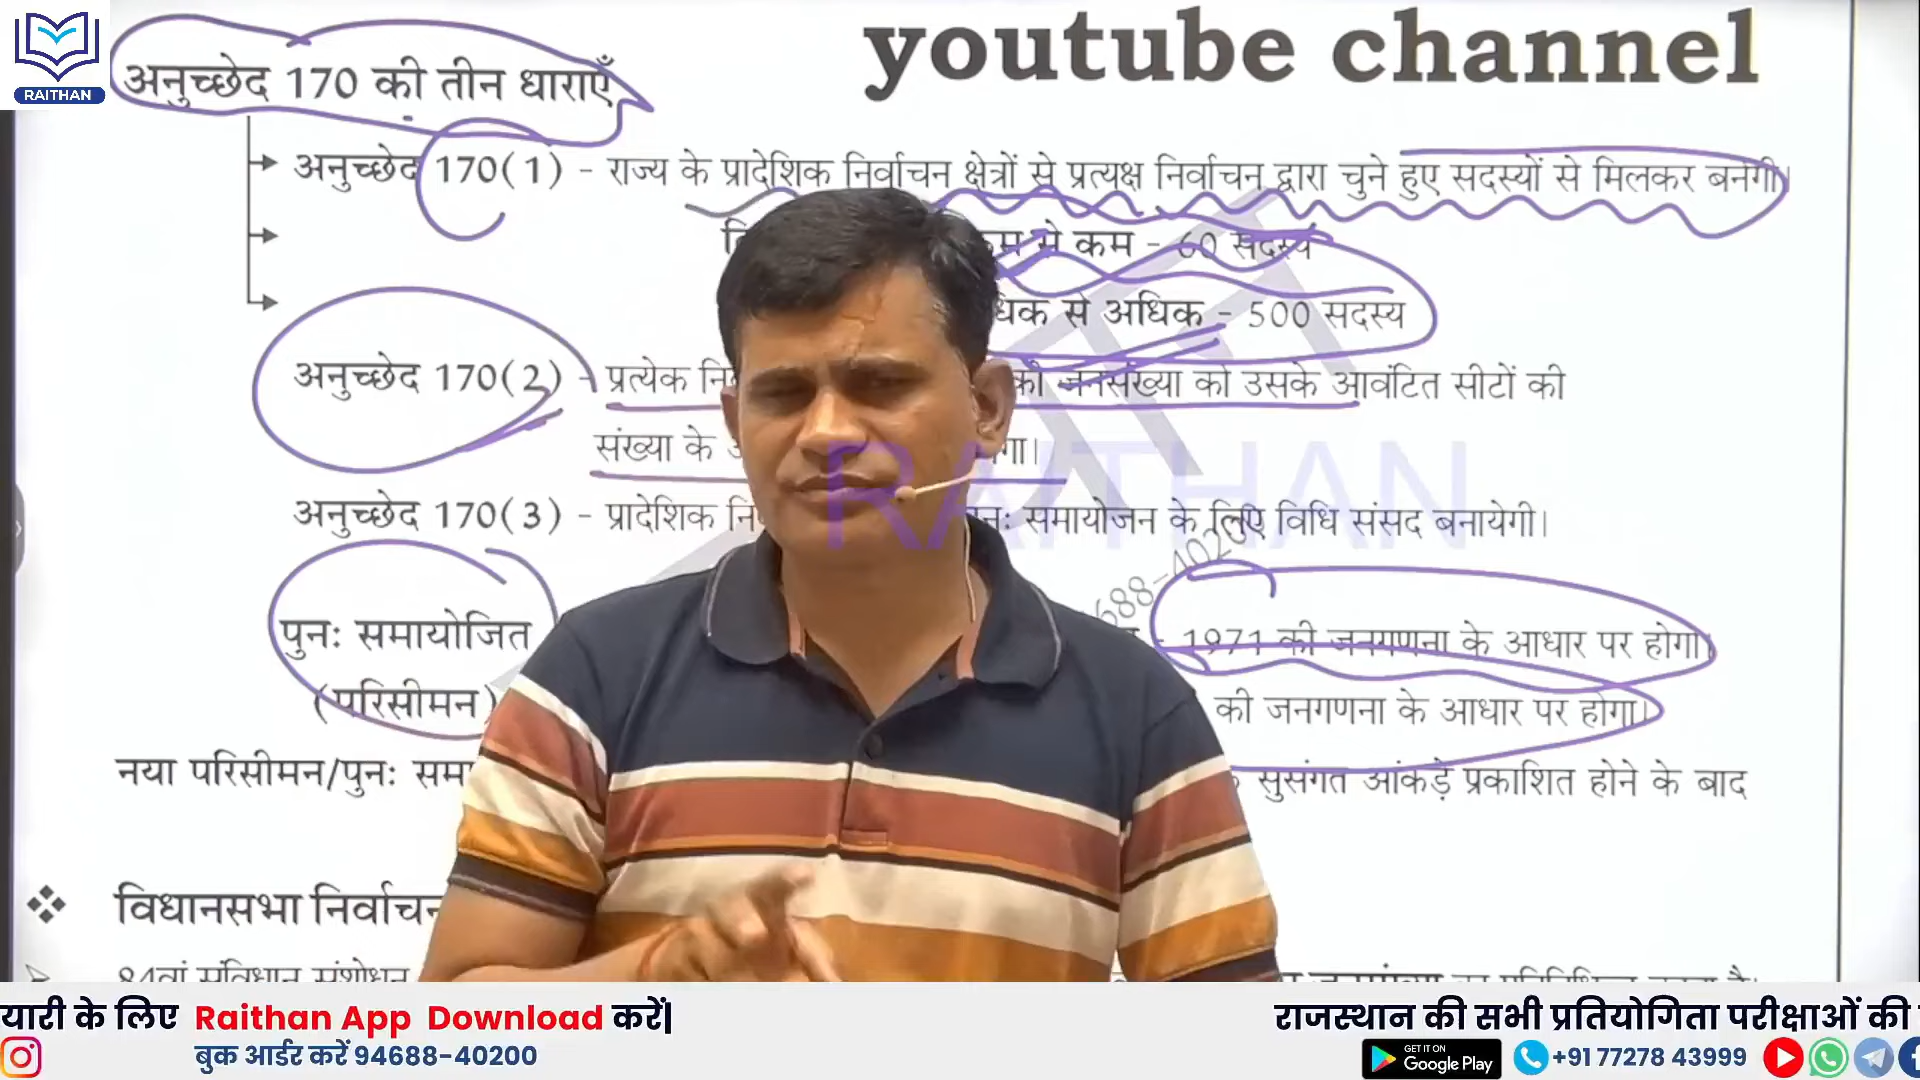 RAITHAN
youtube channel
अनुच्छेद 170 की तीन धाराएँ
अनुच्छेद 170(1) - राज्य के प्रादेशिक निर्वाचन क्षेत्रों से प्रत्यक्ष निर्वाचन द्वारा चुने हुए सदस्यों से मिलकर बनेगी।
से कम - 60 सदस्य
से अधिक - 500 सदस्य
अनुच्छेद 170(2) - प्रत्येक की जनसंख्या को उसके आवंटित सीटों की
संख्या के
अनुच्छेद 170(3) - प्रादेशिक समायोजन के लिए विधि संसद बनायेगी।
RAITHAN
पुनः समायोजित - 1971 की जनगणना के आधार पर होगा।
(परिसीमन) की जनगणना के आधार पर होगा।
नया परिसीमन/पुनः सुसंगत आंकड़े प्रकाशित होने के बाद
❖ विधानसभा
84वां संविधान संशोधन
यारी के लिए Raithan App Download करें|
राजस्थान की सभी प्रतियोगिता परीक्षाओं की
बुक आर्डर करें 94688-40200
GET IT ON
Google Play
+91 77278 43999